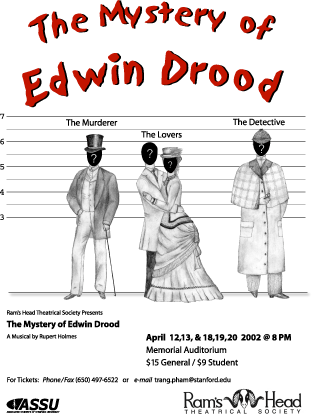 The Mystery of
Edwin Drood
7
The Murderer
The Lovers
The Detective
6
5
4
3
?
?
?
?
Ram's Head Theatrical Society Presents
The Mystery of Edwin Drood
A Musical by Rupert Holmes
April 12,13, & 18,19,20 2002 @ 8 PM
Memorial Auditorium
$15 General / $9 Student
For Tickets: Phone/Fax (650) 497-6522 or e-mail trang.pham@stanford.edu
ASSU
Ram's Head
THEATRICAL SOCIETY